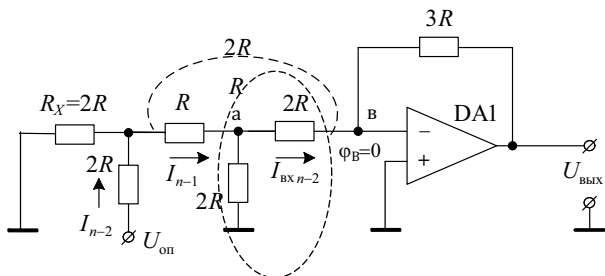 3R
2R
R
Rₓ=2R
R
а
2R
в
DA1
−
φ_В=0
+
2R
I_{n−1}
2R
I_{вх n−2}
U_{вых}
I_{n−2}
U_{оп}